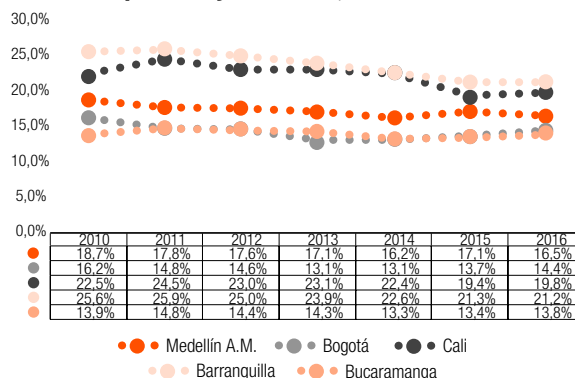 30,0%
25,0%
20,0%
15,0%
10,0%
5,0%
0,0%
2010 2011 2012 2013 2014 2015 2016
18,7% 17,8% 17,6% 17,1% 16,2% 17,1% 16,5%
16,2% 14,8% 14,6% 13,1% 13,1% 13,7% 14,4%
22,5% 24,5% 23,0% 23,1% 22,4% 19,4% 19,8%
25,6% 25,9% 25,0% 23,9% 22,6% 21,3% 21,2%
13,9% 14,8% 14,4% 14,3% 13,3% 13,4% 13,8%
Medellín A.M. Bogotá Cali
Barranquilla Bucaramanga